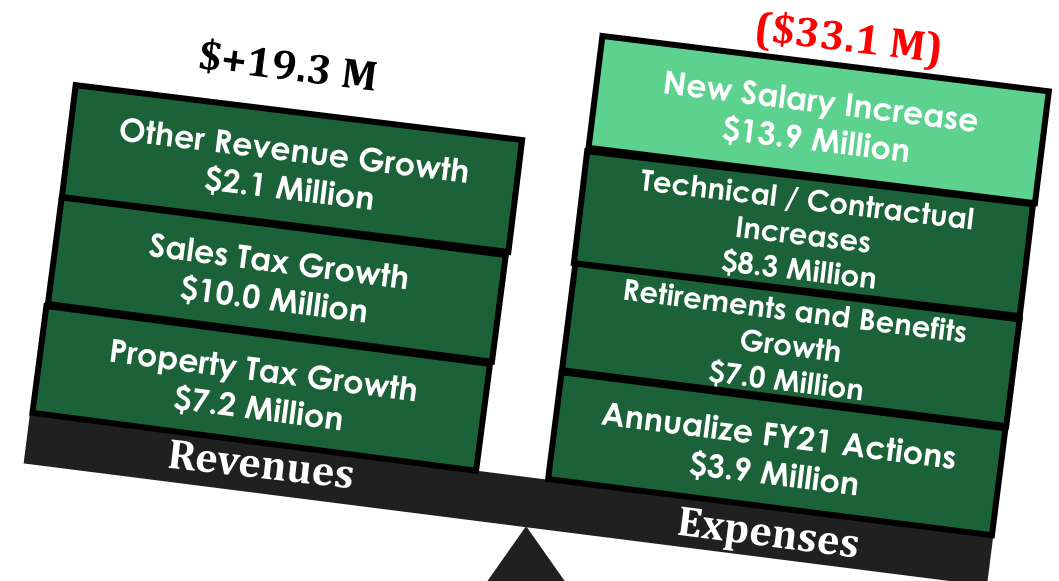 $+19.3 M
Other Revenue Growth
$2.1 Million
Sales Tax Growth
$10.0 Million
Property Tax Growth
$7.2 Million
Revenues
($33.1 M)
New Salary Increase
$13.9 Million
Technical / Contractual
Increases
$8.3 Million
Retirements and Benefits
Growth
$7.0 Million
Annualize FY21 Actions
$3.9 Million
Expenses